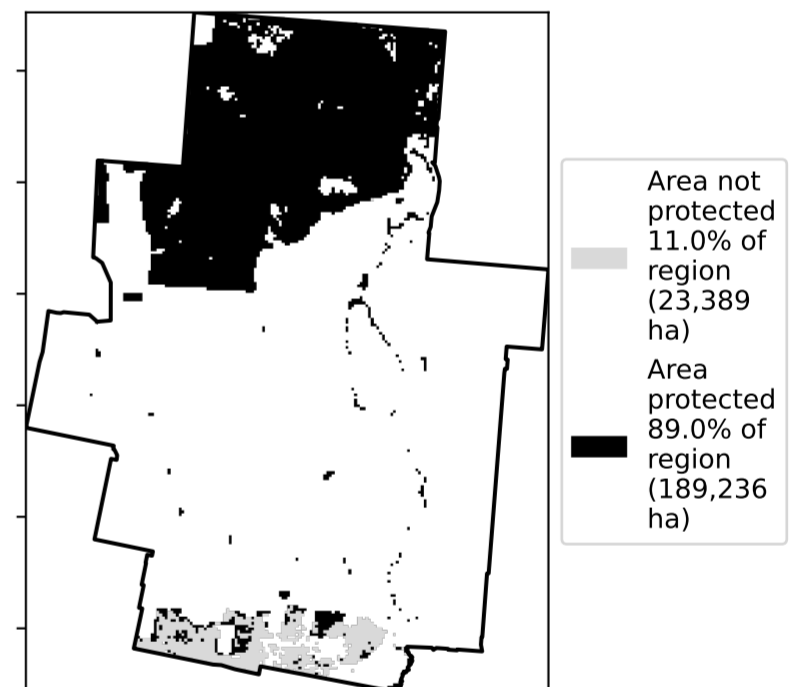 Area not
protected
11.0% of
region
(23,389
ha)
Area
protected
89.0% of
region
(189,236
ha)